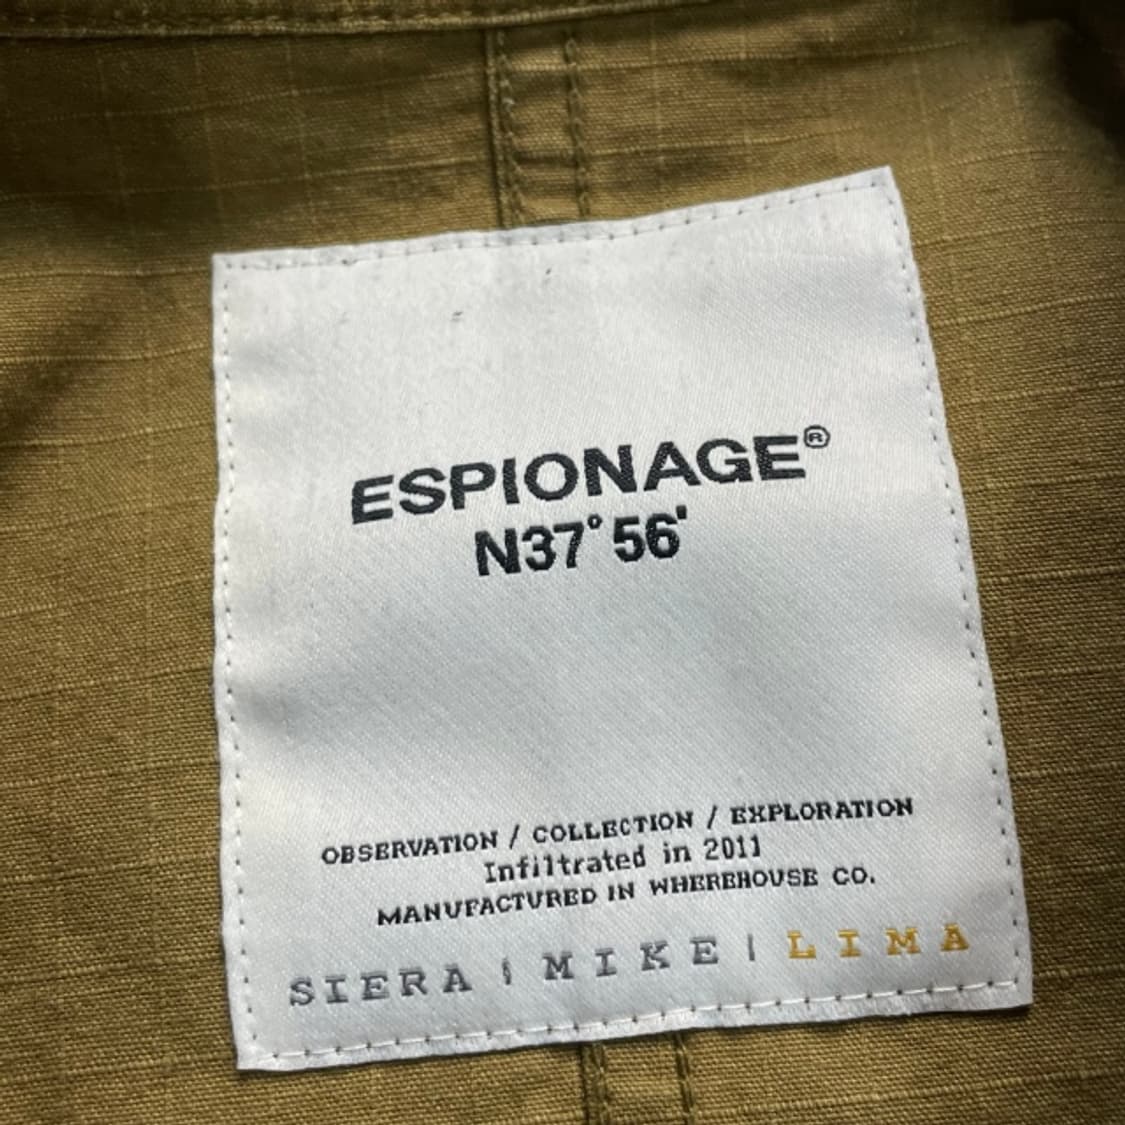 ESPIONAGE®
N37° 56'
OBSERVATION / COLLECTION / EXPLORATION
Infiltrated in 2011
MANUFACTURED IN WHEREHOUSE CO.
SIERA | MIKE | LIMA